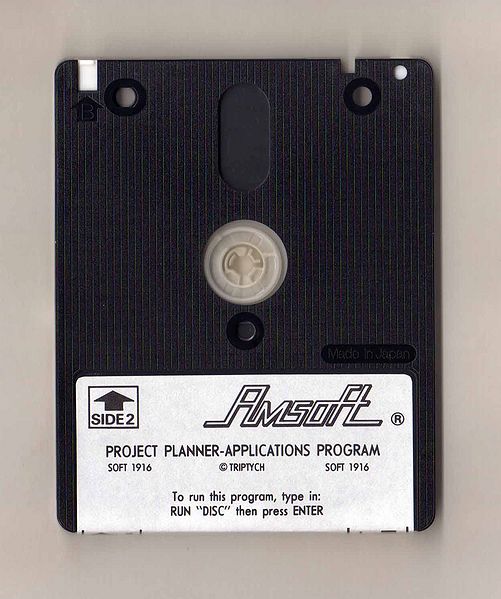 B
Made in Japan
SIDE 2
Amsoft ®
PROJECT PLANNER-APPLICATIONS PROGRAM
SOFT 1916 © TRIPTYCH SOFT 1916
To run this program, type in:
RUN "DISC" then press ENTER